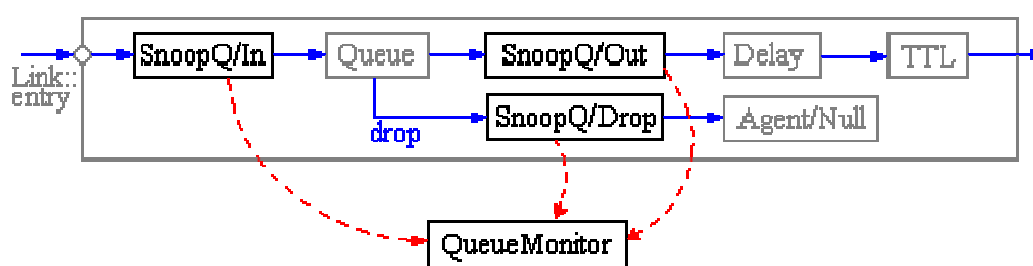 SnoopQ/In
Queue
SnoopQ/Out
Delay
TTL
Link::
entry
drop
SnoopQ/Drop
Agent/Null
QueueMonitor